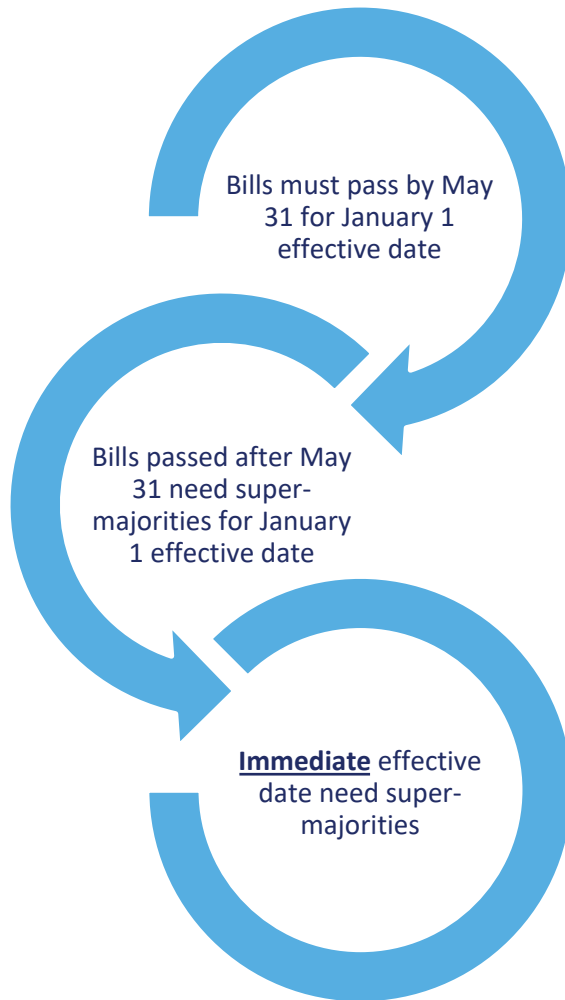 Bills must pass by May
31 for January 1
effective date
Bills passed after May
31 need super-
majorities for January
1 effective date
Immediate effective
date need super-
majorities